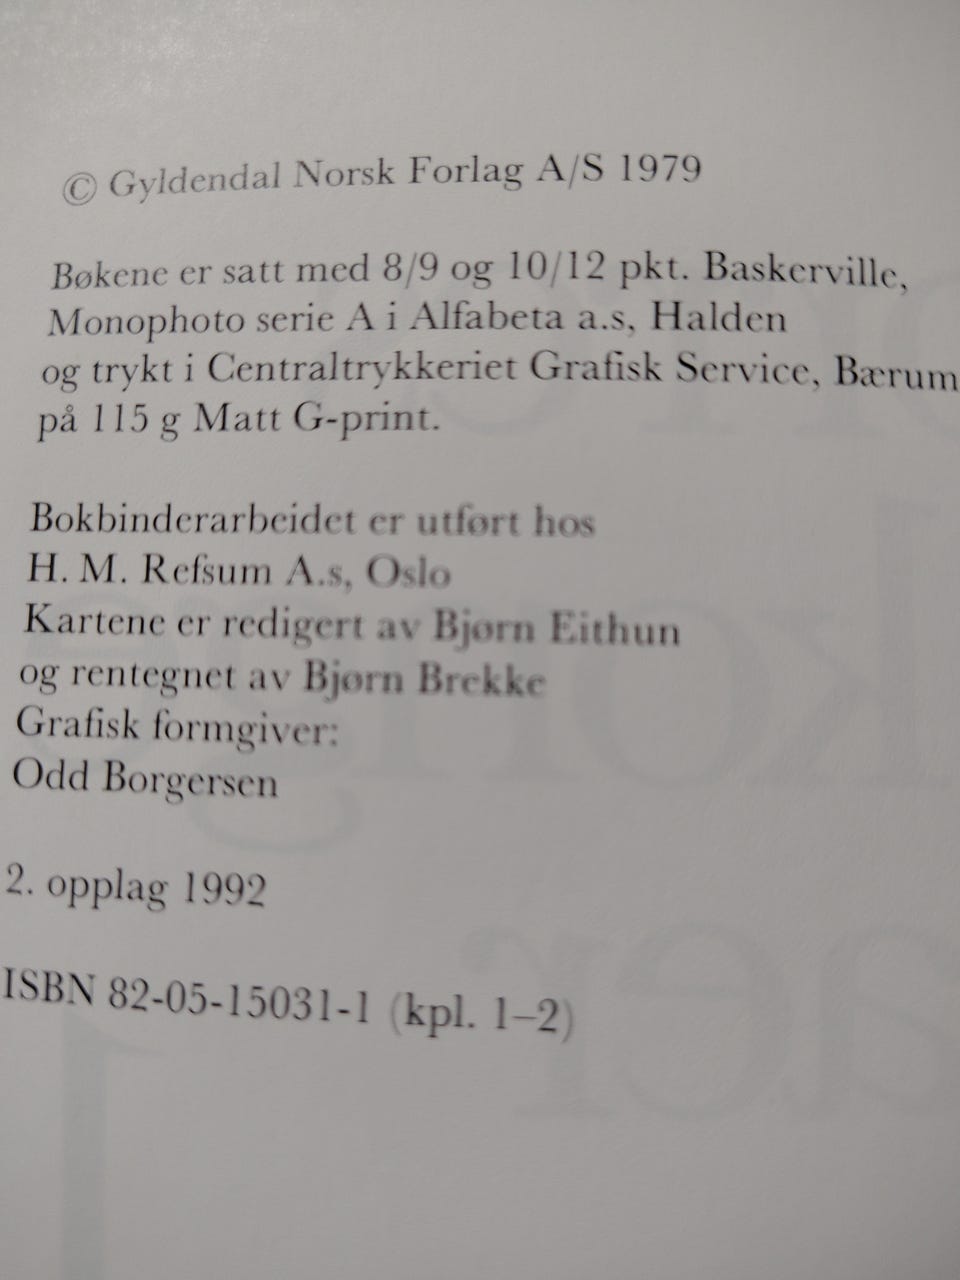 © Gyldendal Norsk Forlag A/S 1979
Bøkene er satt med 8/9 og 10/12 pkt. Baskerville,
Monophoto serie A i Alfabeta a.s, Halden
og trykt i Centraltrykkeriet Grafisk Service, Bærum
på 115 g Matt G-print.
Bokbinderarbeidet er utført hos
H. M. Refsum A.s, Oslo
Kartene er redigert av Bjørn Eithun
og rentegnet av Bjørn Brekke
Grafisk formgiver:
Odd Borgersen
2. opplag 1992
ISBN 82-05-15031-1 (kpl. 1–2)